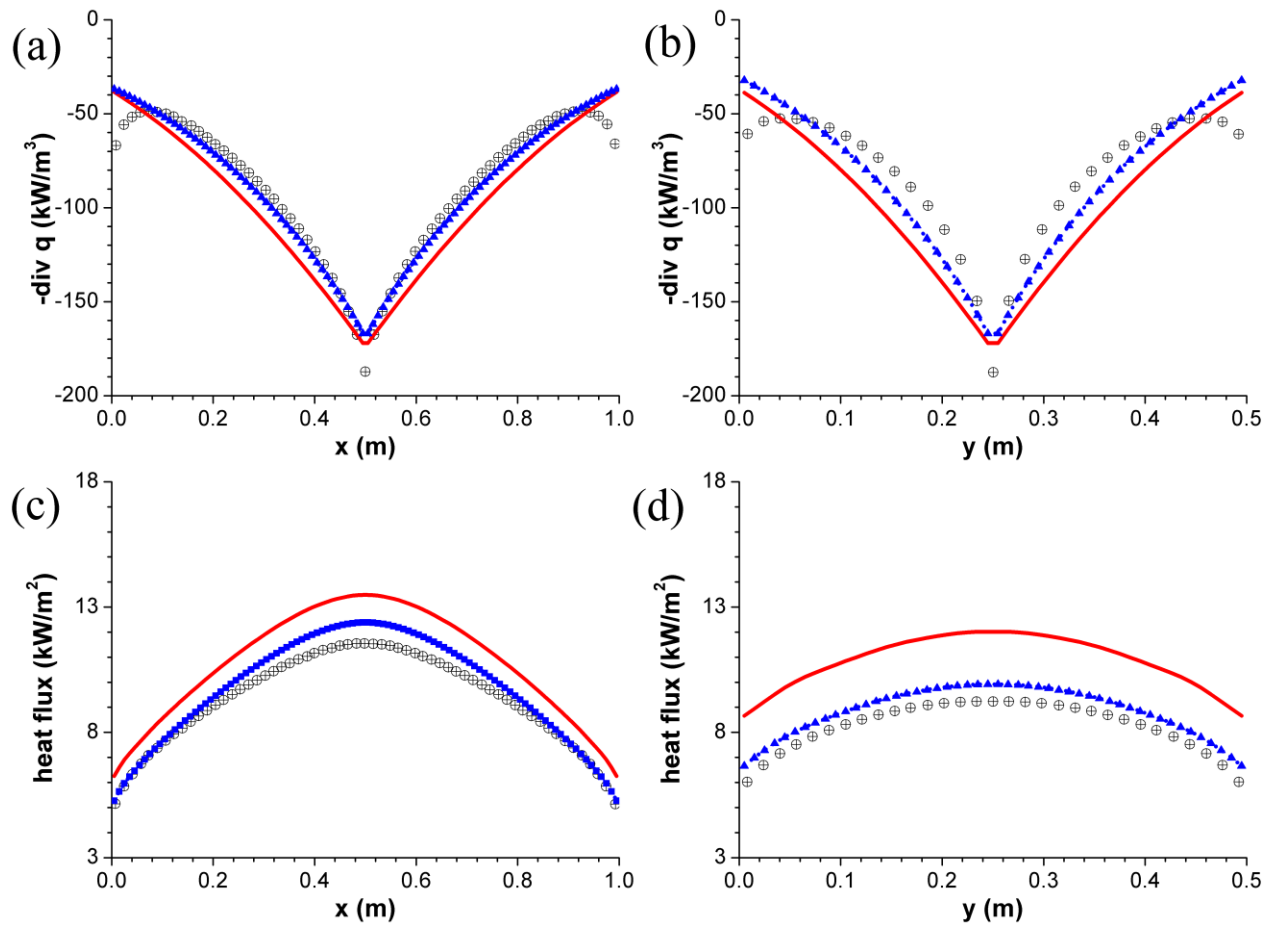 (a)
0
-50
-100
-150
-200
-div q (kW/m³)
0.0 0.2 0.4 0.6 0.8 1.0
x (m)
(b)
0
-50
-100
-150
-200
-div q (kW/m³)
0.0 0.1 0.2 0.3 0.4 0.5
y (m)
(c)
18
13
8
3
heat flux (kW/m²)
0.0 0.2 0.4 0.6 0.8 1.0
x (m)
(d)
18
13
8
3
heat flux (kW/m²)
0.0 0.1 0.2 0.3 0.4 0.5
y (m)